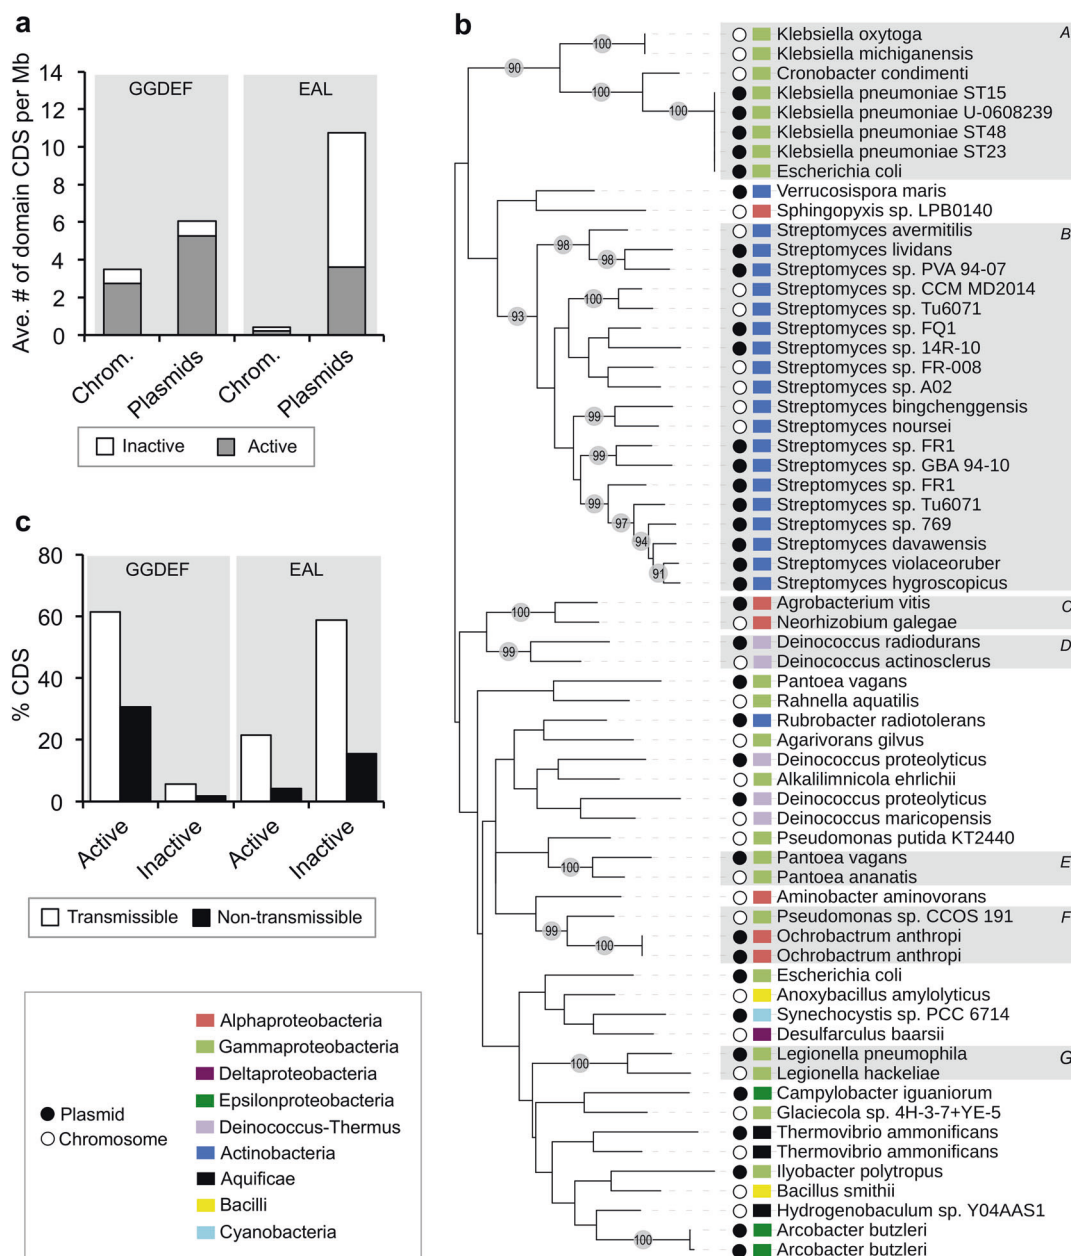 a
14
12
10
8
6
4
2
0
Ave. # of domain CDS per Mb
GGDEF
EAL
Chrom.
Plasmids
Chrom.
Plasmids
Inactive
Active
c
80
60
40
20
0
% CDS
GGDEF
EAL
Active
Inactive
Active
Inactive
Transmissible
Non-transmissible
Plasmid
Chromosome
Alphaproteobacteria
Gammaproteobacteria
Deltaproteobacteria
Epsilonproteobacteria
Deinococcus-Thermus
Actinobacteria
Aquificae
Bacilli
Cyanobacteria
b
100
90
100
100
98
98
93
100
99
99
99
97
94
91
100
99
100
99
100
100
100
Klebsiella oxytoga
A
Klebsiella michiganensis
Cronobacter condimenti
Klebsiella pneumoniae ST15
Klebsiella pneumoniae U-0608239
Klebsiella pneumoniae ST48
Klebsiella pneumoniae ST23
Escherichia coli
Verrucosispora maris
Sphingopyxis sp. LPB0140
Streptomyces avermitilis
B
Streptomyces lividans
Streptomyces sp. PVA 94-07
Streptomyces sp. CCM MD2014
Streptomyces sp. Tu6071
Streptomyces sp. FQ1
Streptomyces sp. 14R-10
Streptomyces sp. FR-008
Streptomyces sp. A02
Streptomyces bingchenggensis
Streptomyces noursei
Streptomyces sp. FR1
Streptomyces sp. GBA 94-10
Streptomyces sp. FR1
Streptomyces sp. Tu6071
Streptomyces sp. 769
Streptomyces davawensis
Streptomyces violaceoruber
Streptomyces hygroscopicus
Agrobacterium vitis
C
Neorhizobium galegae
Deinococcus radiodurans
D
Deinococcus actinosclerus
Pantoea vagans
Rahnella aquatilis
Rubrobacter radiotolerans
Agarivorans gilvus
Deinococcus proteolyticus
Alkalilimnicola ehrlichii
Deinococcus proteolyticus
Deinococcus maricopensis
Pseudomonas putida KT2440
Pantoea vagans
E
Pantoea ananatis
Aminobacter aminovorans
Pseudomonas sp. CCOS 191
F
Ochrobactrum anthropi
Ochrobactrum anthropi
Escherichia coli
Anoxybacillus amylolyticus
Synechocystis sp. PCC 6714
Desulfarculus baarsii
Legionella pneumophila
G
Legionella hackeliae
Campylobacter iguaniorum
Glaciecola sp. 4H-3-7+YE-5
Thermovibrio ammonificans
Thermovibrio ammonificans
Ilyobacter polytropus
Bacillus smithii
Hydrogenobaculum sp. Y04AAS1
Arcobacter butzleri
Arcobacter butzleri